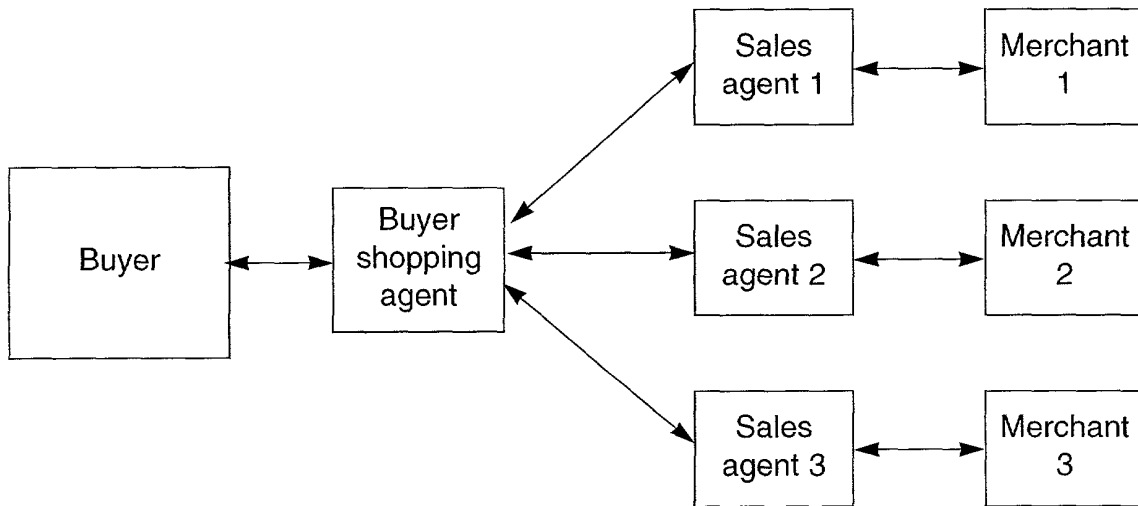 Sales
agent 1
Merchant
1
Buyer
Buyer
shopping
agent
Sales
agent 2
Merchant
2
Sales
agent 3
Merchant
3